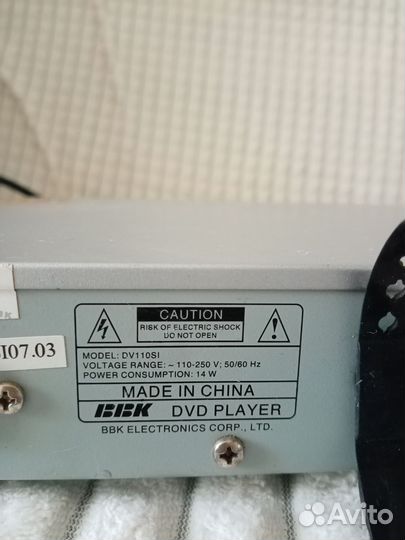 CAUTION
RISK OF ELECTRIC SHOCK
DO NOT OPEN
I07.03
MODEL: DV110SI
VOLTAGE RANGE: ~ 110-250 V; 50/60 Hz
POWER CONSUMPTION: 14 W
MADE IN CHINA
BBK DVD PLAYER
BBK ELECTRONICS CORP., LTD.
Avito